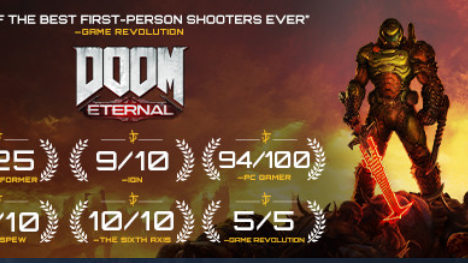 F THE BEST FIRST-PERSON SHOOTERS EVER"
–GAME REVOLUTION
DOOM
ETERNAL
25 9/10 94/100
FORMER –IGN –PC GAMER
/10 10/10 5/5
SPEW –THE SIXTH AXIS –GAME REVOLUTION